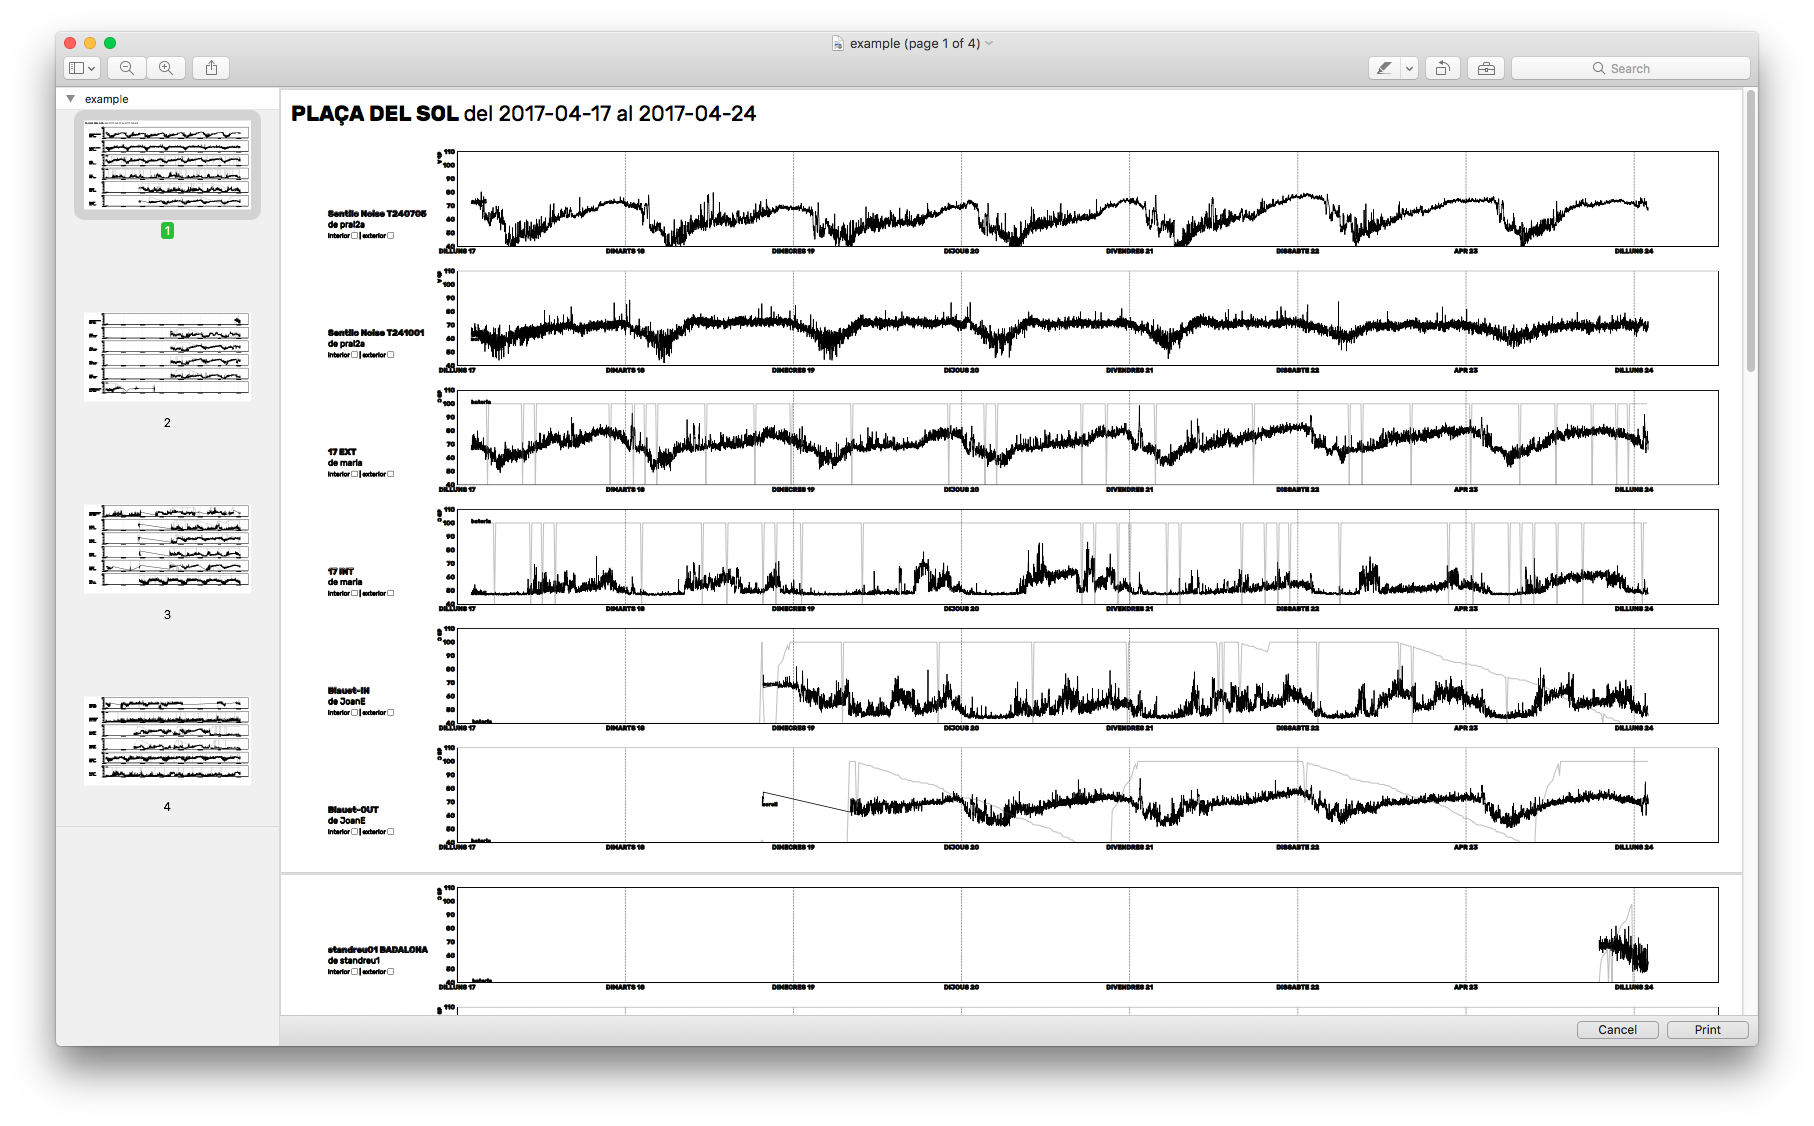 example (page 1 of 4)
Search
example
1
2
3
4
PLAÇA DEL SOL del 2017-04-17 al 2017-04-24
Sentilo Noise T240705
de pral2a
Interior | exterior
110
100
90
80
70
60
50
40
DILLUNS 17
DIMARTS 18
DIMECRES 19
DIJOUS 20
DIVENDRES 21
DISSABTE 22
APR 23
DILLUNS 24
Sentilo Noise T241001
de pral2a
Interior | exterior
110
100
90
80
70
60
50
40
DILLUNS 17
DIMARTS 18
DIMECRES 19
DIJOUS 20
DIVENDRES 21
DISSABTE 22
APR 23
DILLUNS 24
17 EXT
de maria
Interior | exterior
110
100
90
80
70
60
50
40
bateria
DILLUNS 17
DIMARTS 18
DIMECRES 19
DIJOUS 20
DIVENDRES 21
DISSABTE 22
APR 23
DILLUNS 24
17 INT
de maria
Interior | exterior
110
100
90
80
70
60
50
40
bateria
DILLUNS 17
DIMARTS 18
DIMECRES 19
DIJOUS 20
DIVENDRES 21
DISSABTE 22
APR 23
DILLUNS 24
Blauet-IN
de JoanE
Interior | exterior
110
100
90
80
70
60
50
40
bateria
DILLUNS 17
DIMARTS 18
DIMECRES 19
DIJOUS 20
DIVENDRES 21
DISSABTE 22
APR 23
DILLUNS 24
Blauet-OUT
de JoanE
Interior | exterior
110
100
90
80
70
60
50
40
soroll
bateria
DILLUNS 17
DIMARTS 18
DIMECRES 19
DIJOUS 20
DIVENDRES 21
DISSABTE 22
APR 23
DILLUNS 24
standreu01 BADALONA
de standreu1
Interior | exterior
110
100
90
80
70
60
50
40
bateria
DILLUNS 17
DIMARTS 18
DIMECRES 19
DIJOUS 20
DIVENDRES 21
DISSABTE 22
APR 23
DILLUNS 24
110
Cancel
Print